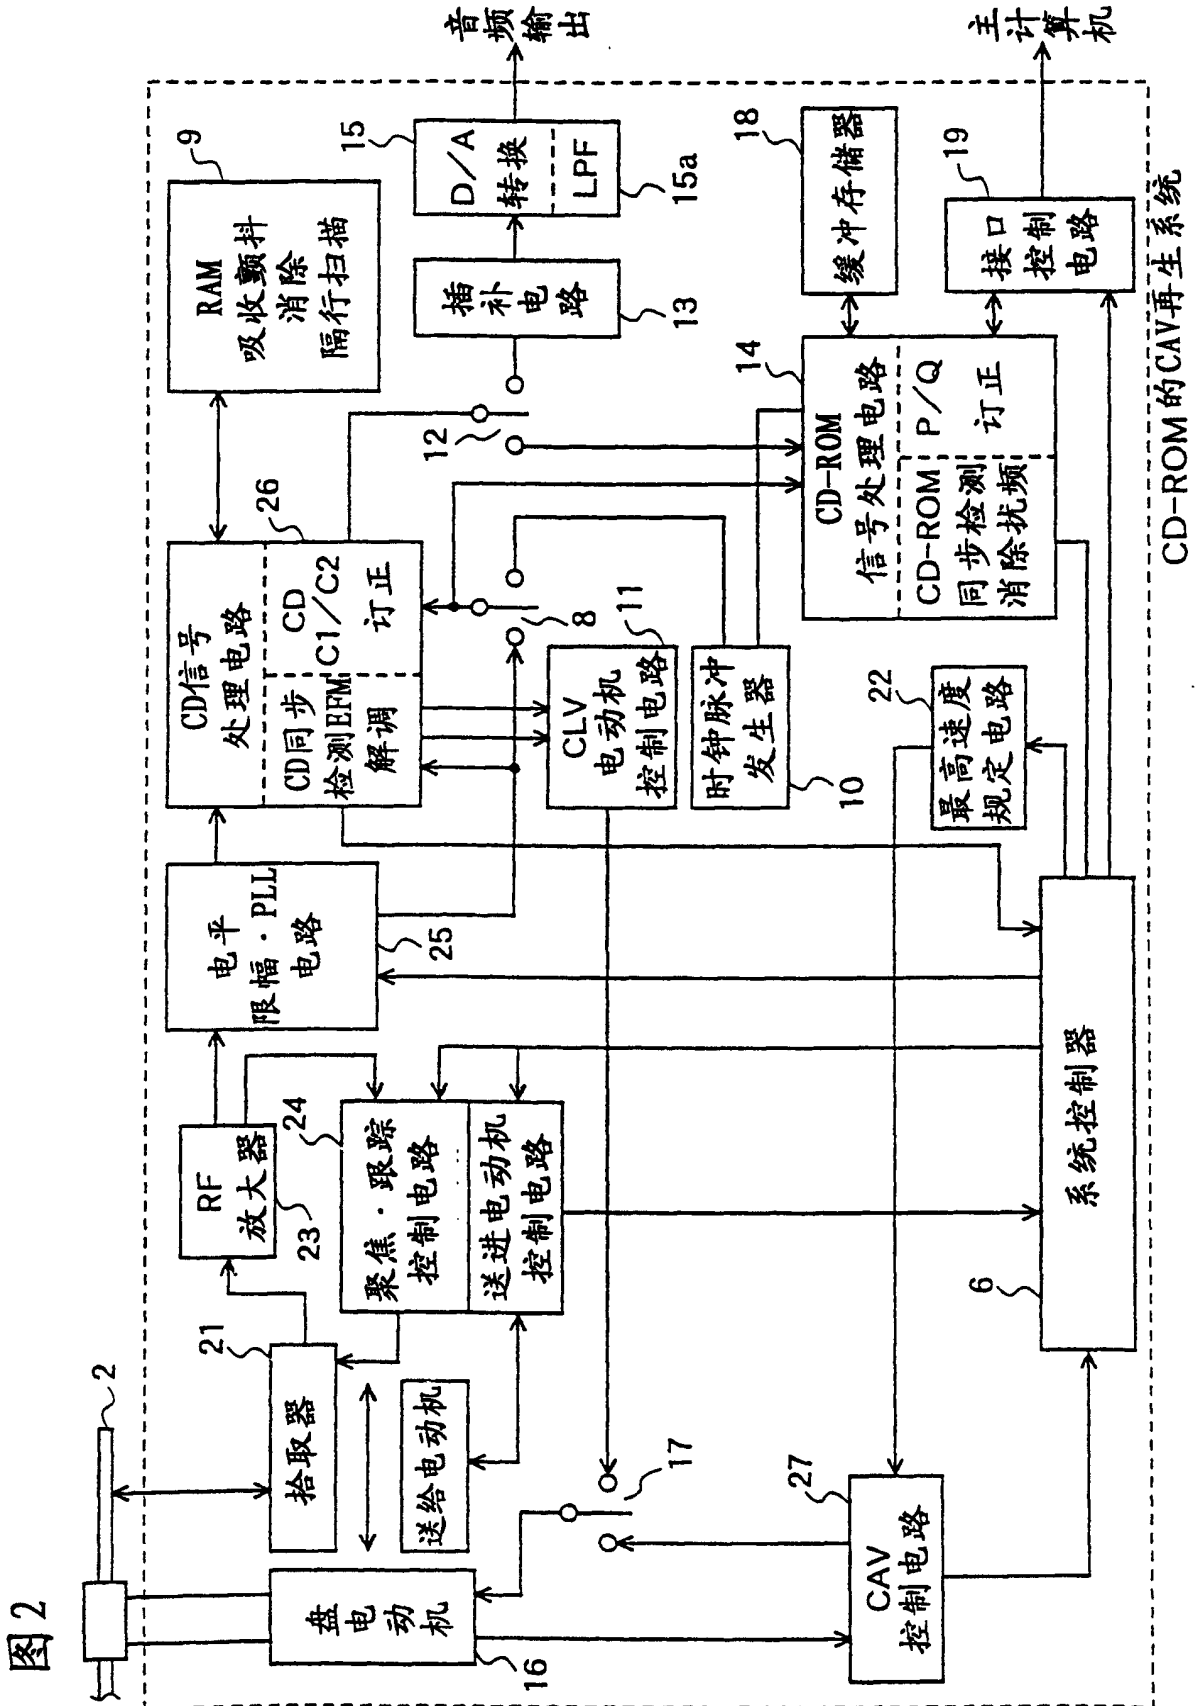 图2
2
盘
电
动
机
16
拾取器
21
送给电动机
RF
放大器
23
聚焦·跟踪
控制电路
送进电动机
控制电路
24
电平
限幅·PLL
电路
25
CD信号
处理电路
CD同步
检测EFM
解调
CD
C1/C2
订正
26
RAM
吸收颤抖
消除
隔行扫描
9
12
插
补
电
路
13
D/A
转换
LPF
15
15a
音频
输出
8
CLV
电动机
控制电路
11
时钟脉冲
发生器
10
CD-ROM
信号处理电路
CD-ROM
同步检测
消除扰频
P/Q
订正
14
缓冲存储器
18
接口
控制
电路
19
主计算机
最高速度
规定电路
22
17
CAV
控制电路
27
系统控制器
6
CD-ROM的CAV再生系统